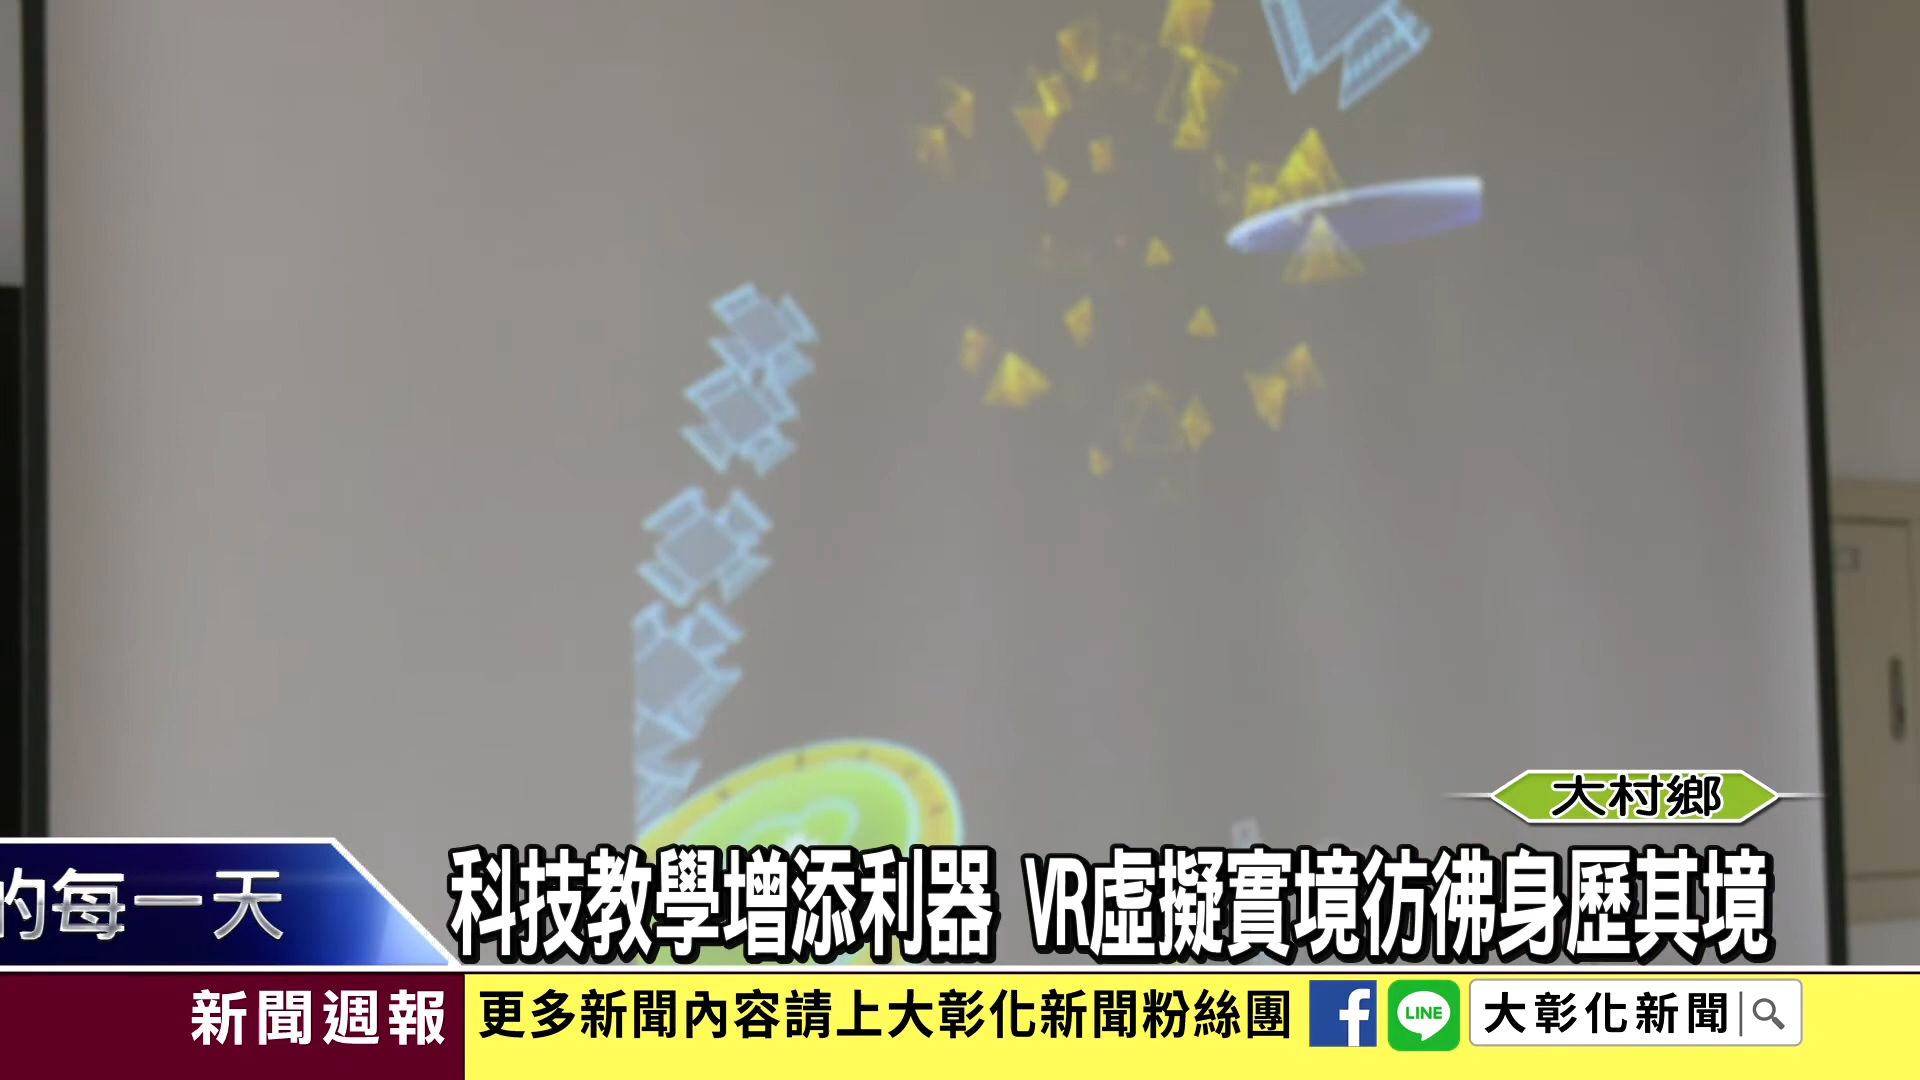 大村鄉
的每一天
科技教學增添利器 VR虛擬實境彷彿身歷其境
新聞週報
更多新聞內容請上大彰化新聞粉絲團
f
LINE
大彰化新聞